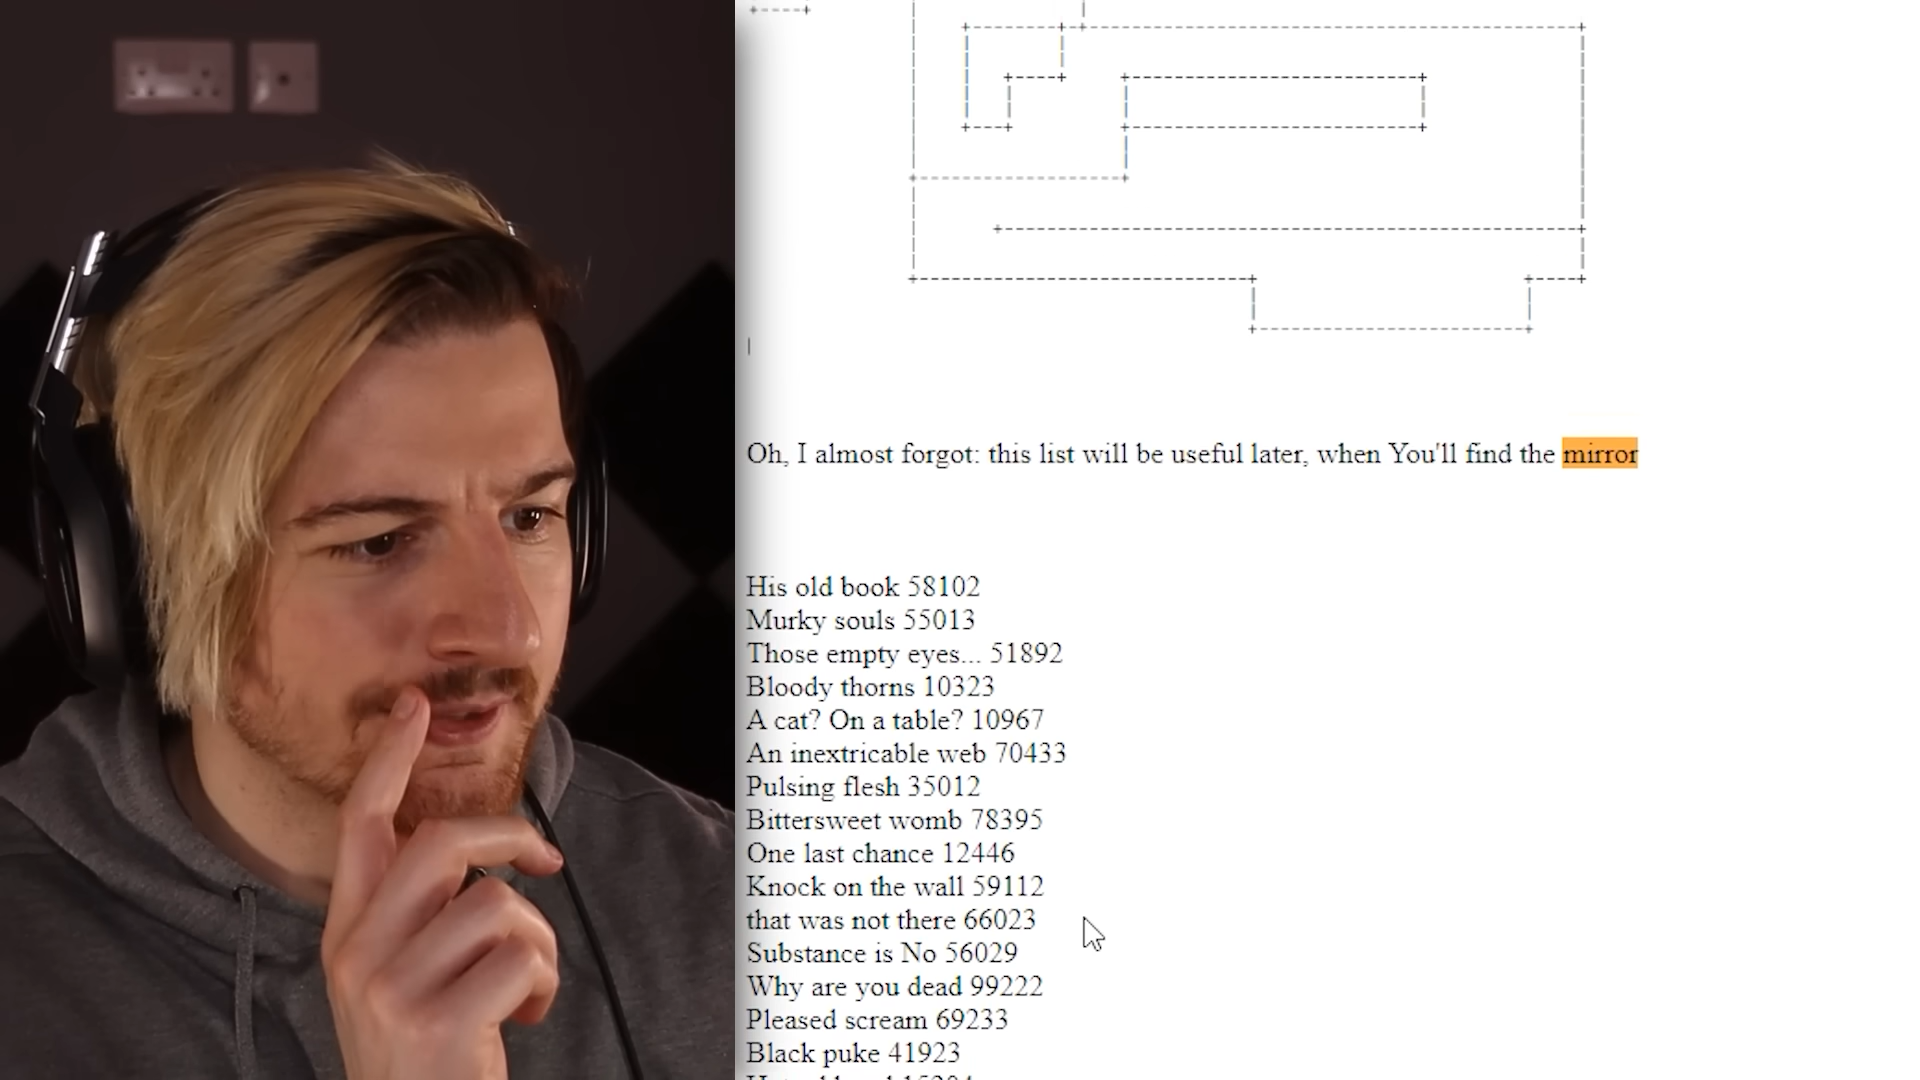 Oh, I almost forgot: this list will be useful later, when You'll find the mirror
His old book 58102
Murky souls 55013
Those empty eyes... 51892
Bloody thorns 10323
A cat? On a table? 10967
An inextricable web 70433
Pulsing flesh 35012
Bittersweet womb 78395
One last chance 12446
Knock on the wall 59112
that was not there 66023
Substance is No 56029
Why are you dead 99222
Pleased scream 69233
Black puke 41923